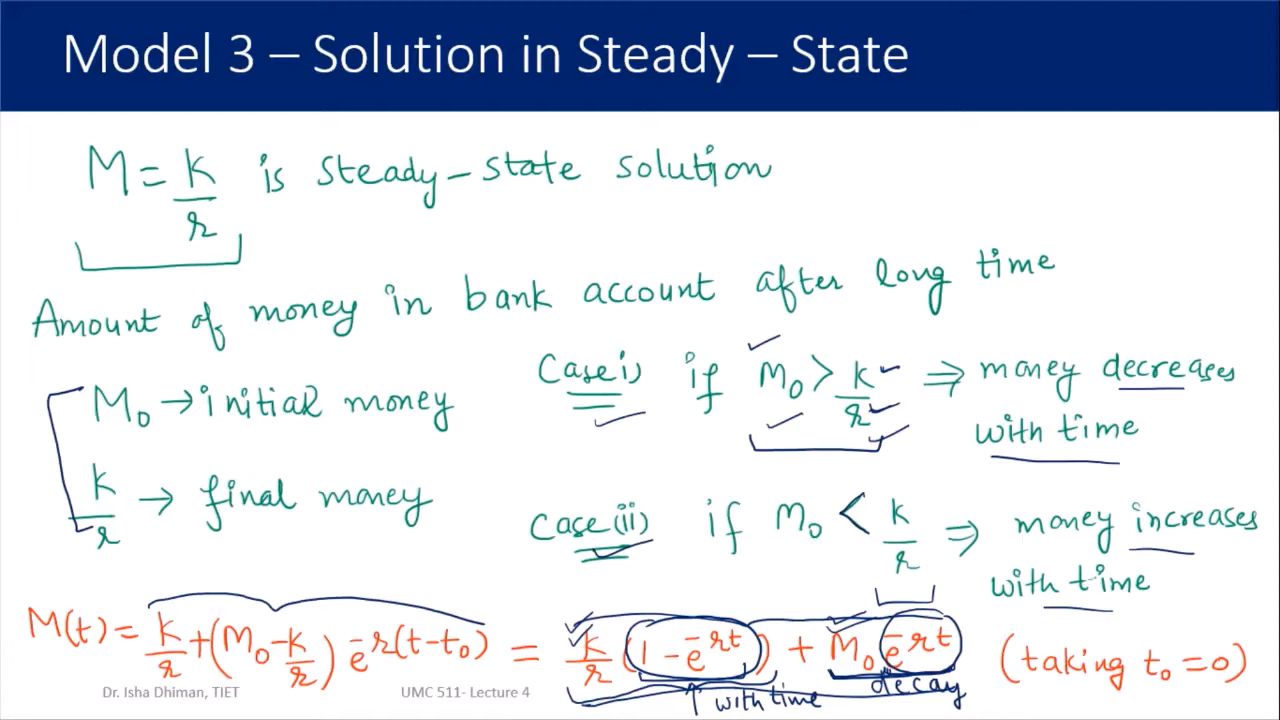 Model 3 – Solution in Steady – State
M = k/r is steady-state solution
Amount of money in bank account after long time
M₀ → initial money
k/r → final money
Case i) if M₀ > k/r ⇒ money decreases
with time
Case (ii) if M₀ < k/r ⇒ money increases
with time
M(t) = k/r + (M₀ - k/r) e^-r(t-t₀) = k/r (1 - e^-rt) + M₀ e^-rt (taking t₀ = 0)
↑ with time
decay
Dr. Isha Dhiman, TIET
UMC 511- Lecture 4